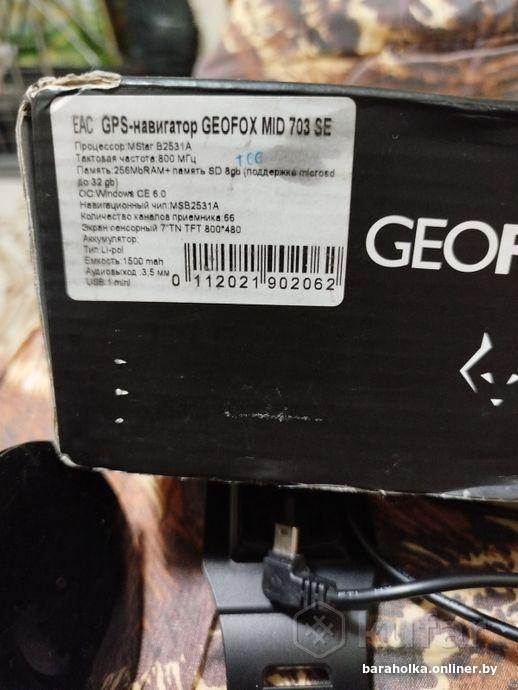 EAC GPS-навигатор GEOFOX MID 703 SE
Процессор:MStar B2531A
Тактовая частота:800 МГц
100
Память:256MbRAM+ память SD 8gb (поддержка microsd
до 32 gb)
ОС:Windows CE 6.0
Навигационный чип:MSB2531A
Количество каналов приемника:66
Экран сенсорный 7"TN TFT 800*480
Аккумулятор:
Тип:Li-pol
Емкость:1500 mah
Аудиовыход :3,5 мм
USB:1 mini
0 112021 902062
GEOF
kufar
baraholka.onliner.by